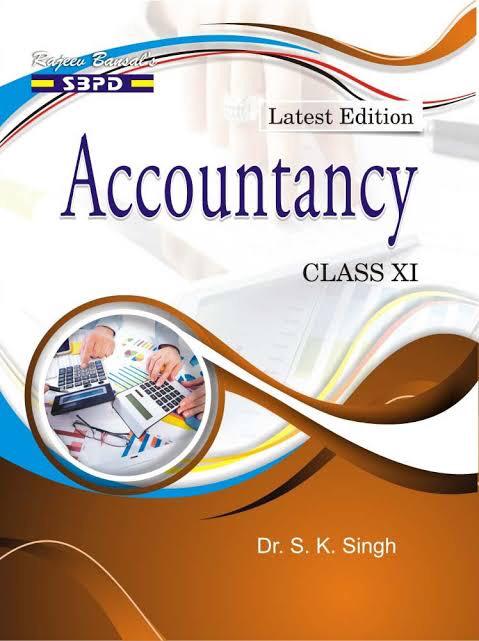 Rajeev Bansal's
SBPD
Latest Edition
Accountancy
CLASS XI
Dr. S. K. Singh